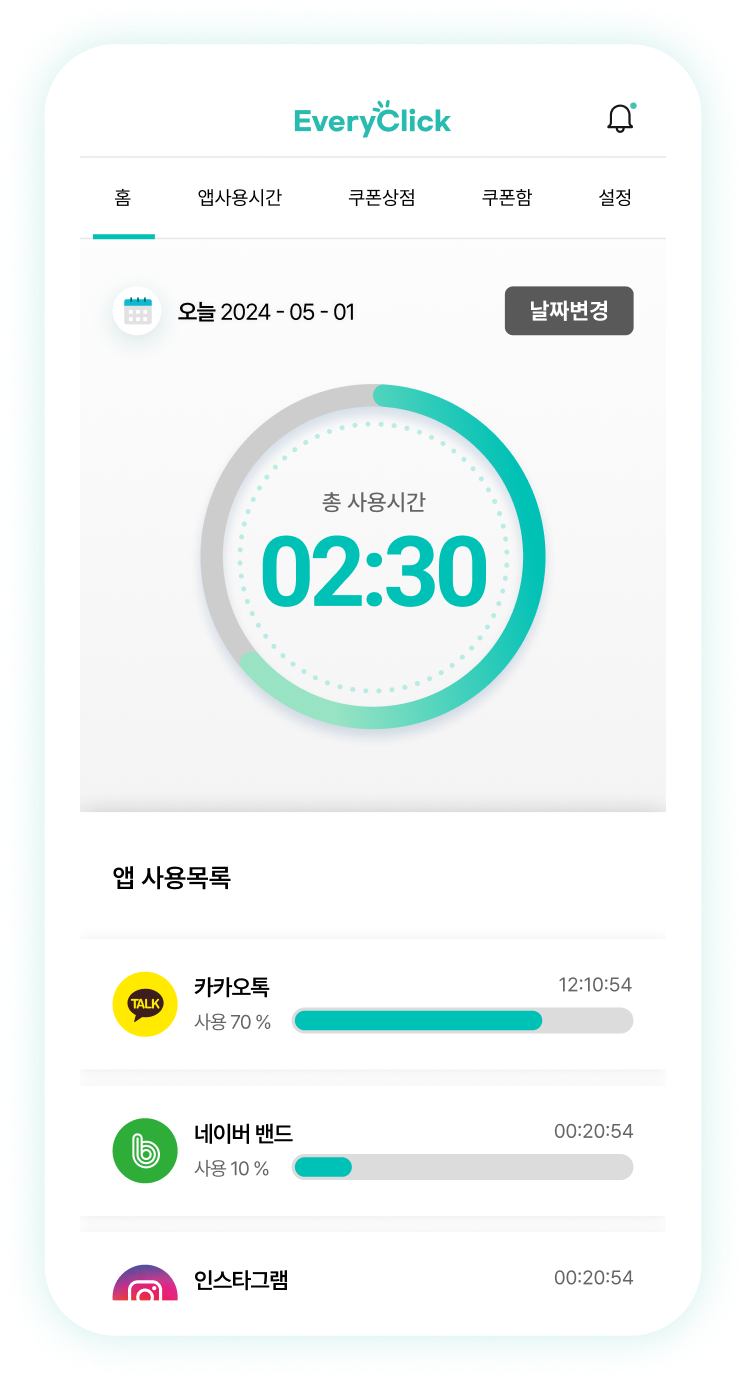 EveryClick
홈 앱사용시간 쿠폰상점 쿠폰함 설정
오늘 2024 - 05 - 01 날짜변경
총 사용시간
02:30
앱 사용목록
TALK
카카오톡 12:10:54
사용 70 %
네이버 밴드 00:20:54
사용 10 %
인스타그램 00:20:54